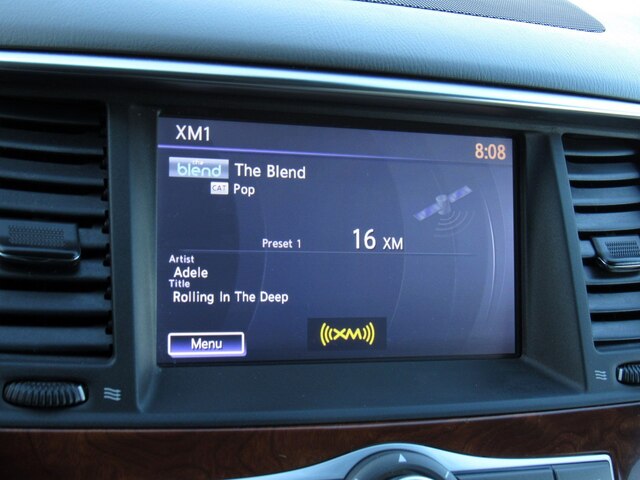 XM1
8:08
the blend The Blend
CAT Pop
Preset 1 16 XM
Artist
Adele
Title
Rolling In The Deep
Menu
((XM))